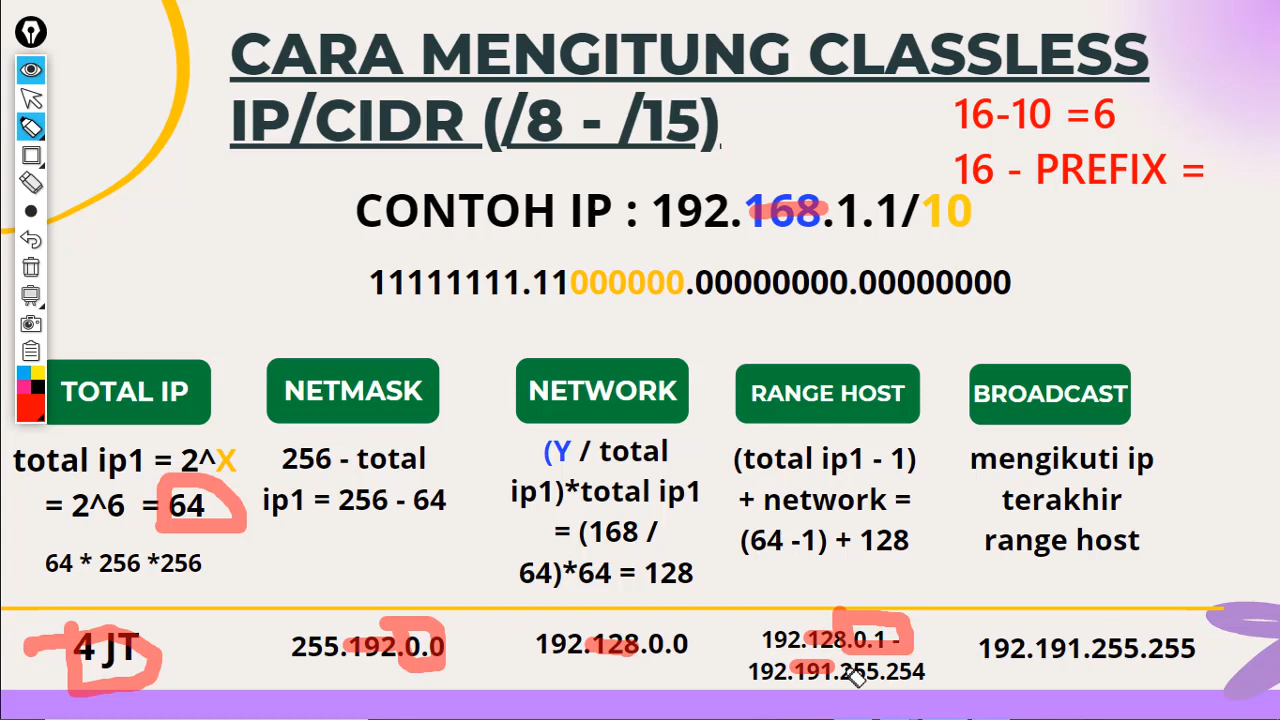 CARA MENGITUNG CLASSLESS
IP/CIDR (/8 - /15)
16-10 =6
16 - PREFIX =
CONTOH IP : 192.168.1.1/10
11111111.11000000.00000000.00000000
TOTAL IP
total ip1 = 2^X
= 2^6 = 64
64 * 256 *256
4 JT
NETMASK
256 - total
ip1 = 256 - 64
255.192.0.0
NETWORK
(Y / total
ip1)*total ip1
= (168 /
64)*64 = 128
192.128.0.0
RANGE HOST
(total ip1 - 1)
+ network =
(64 -1) + 128
192.128.0.1 -
192.191.255.254
BROADCAST
mengikuti ip
terakhir
range host
192.191.255.255